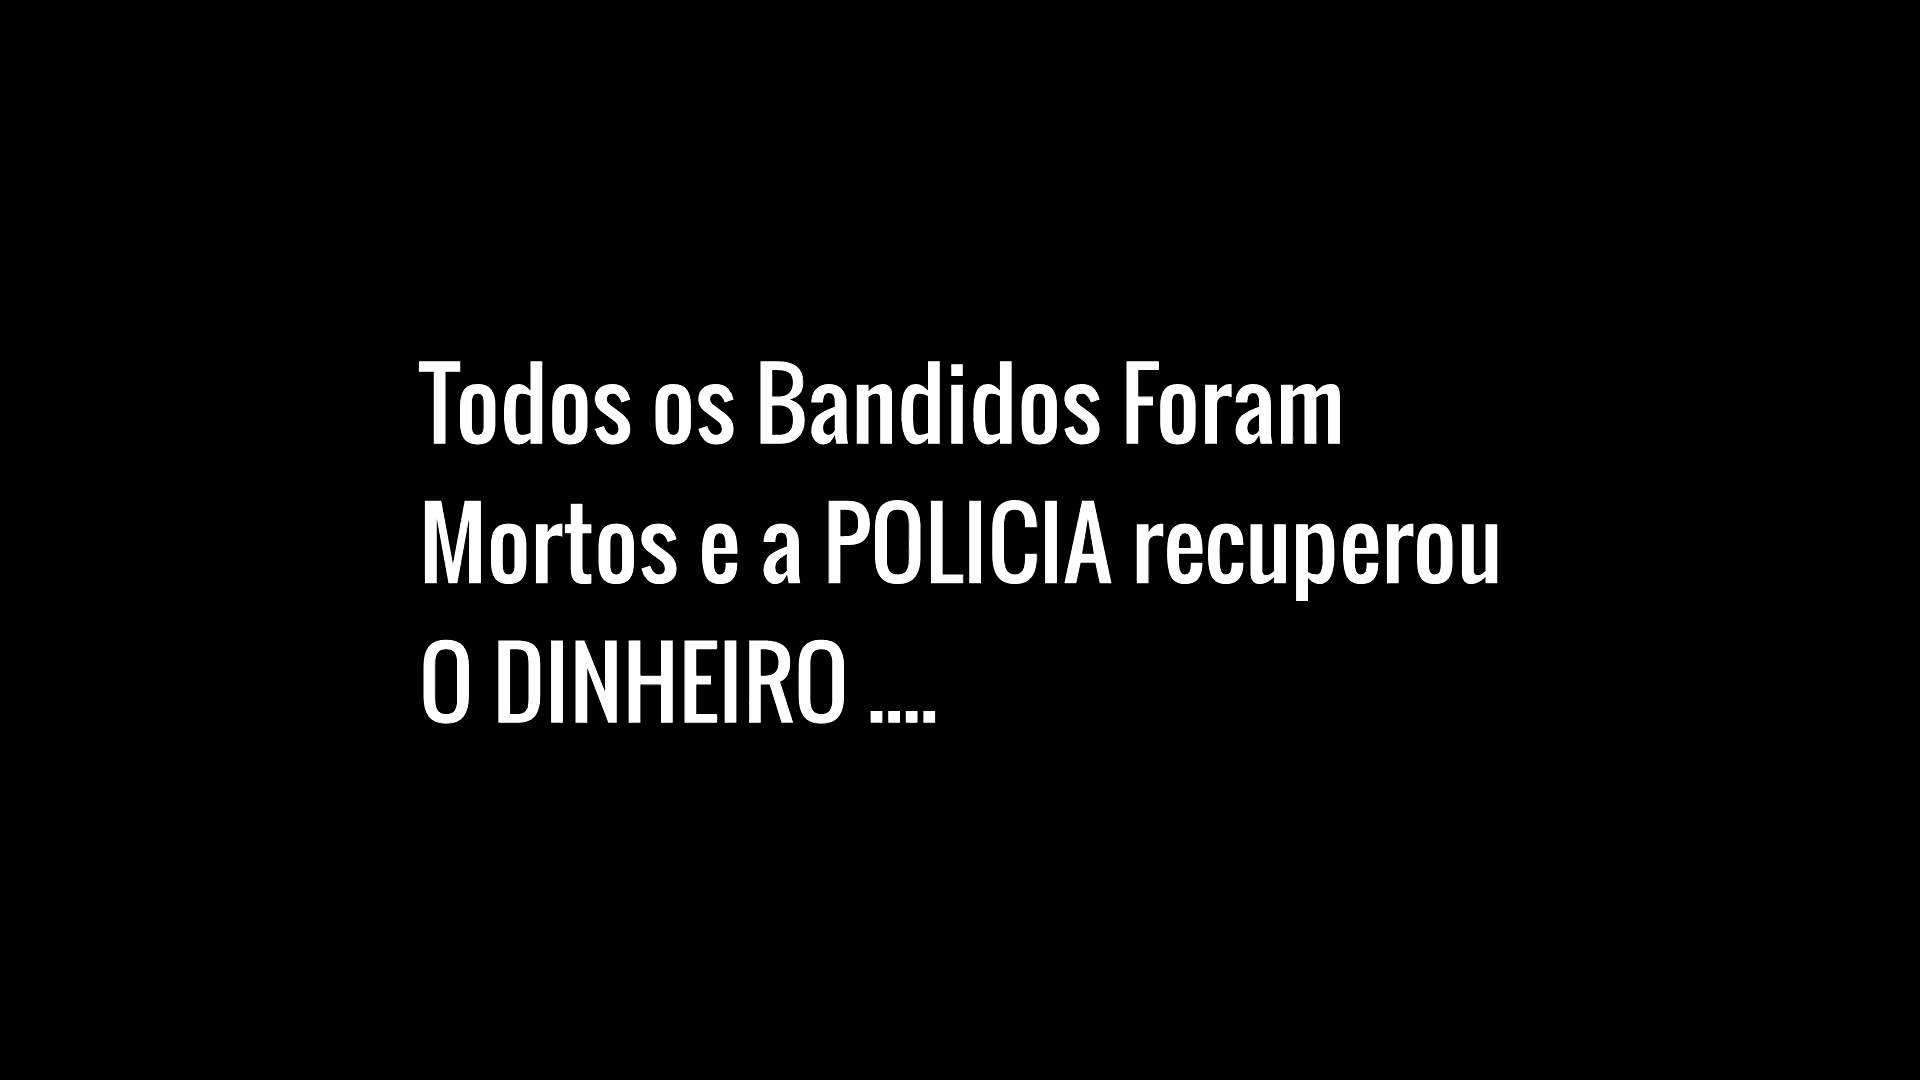 Todos os Bandidos Foram
Mortos e a POLICIA recuperou
O DINHEIRO ....